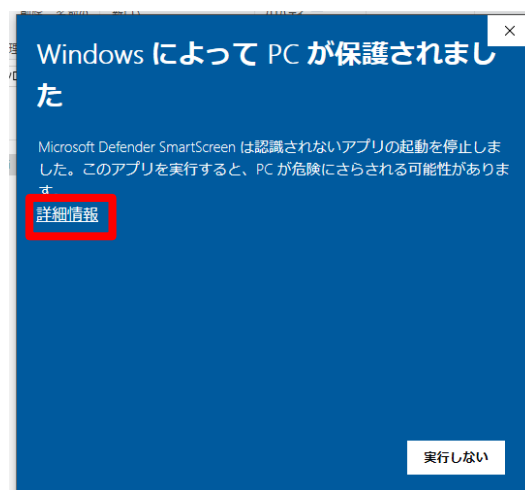 Windows によって PC が保護されまし
た
Microsoft Defender SmartScreen は認識されないアプリの起動を停止しま
した。このアプリを実行すると、PC が危険にさらされる可能性がありま
す。
詳細情報
実行しない